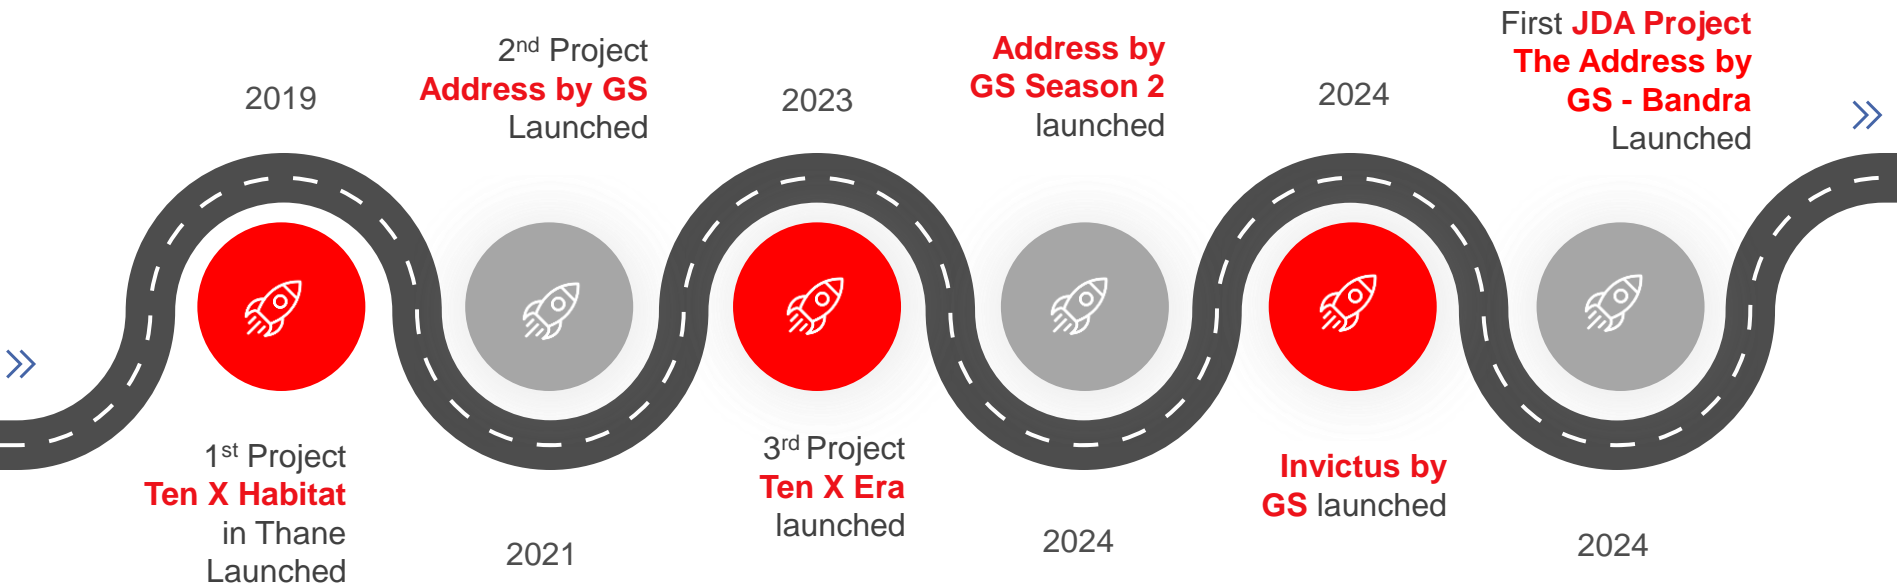 2019
1st Project
Ten X Habitat
in Thane
Launched
2nd Project
Address by GS
Launched
2021
2023
3rd Project
Ten X Era
launched
Address by
GS Season 2
launched
2024
2024
Invictus by
GS launched
First JDA Project
The Address by
GS - Bandra
Launched
2024